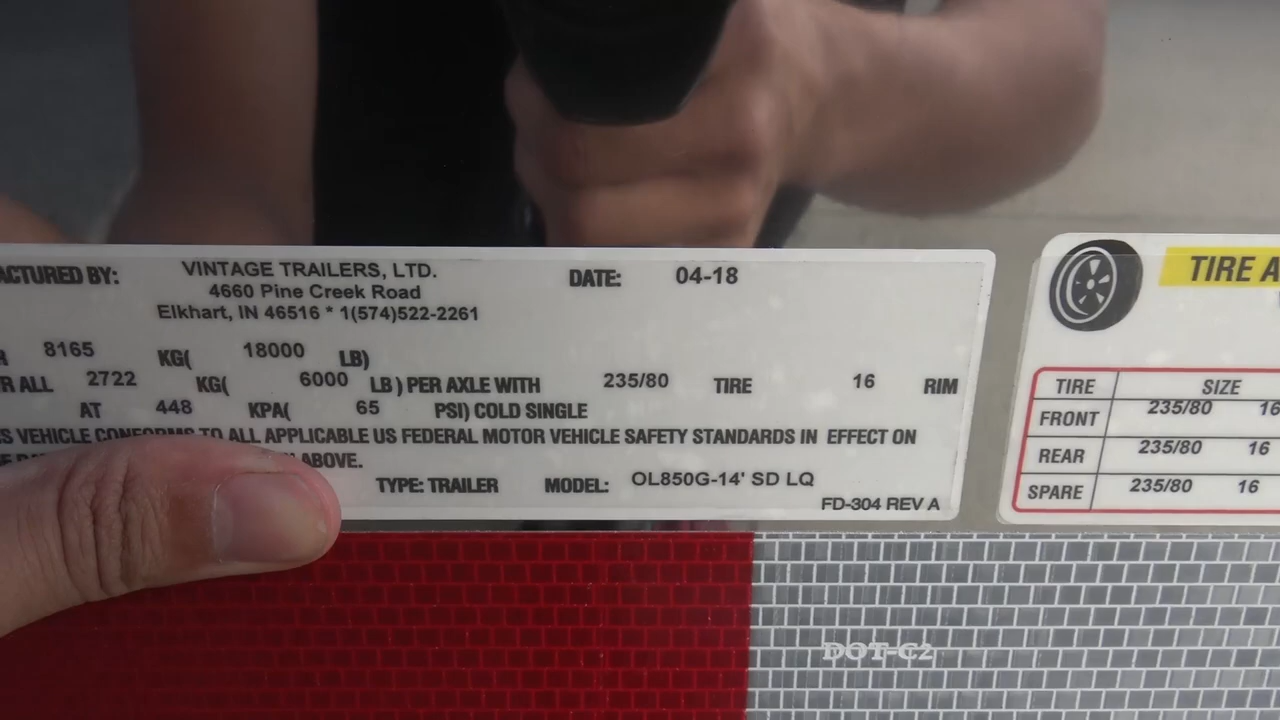 ACTURED BY: VINTAGE TRAILERS, LTD. DATE: 04-18
4660 Pine Creek Road
Elkhart, IN 46516 * 1(574)522-2261
R 8165 KG( 18000 LB)
R ALL 2722 KG( 6000 LB) PER AXLE WITH 235/80 TIRE 16 RIM
AT 448 KPA( 65 PSI) COLD SINGLE
S VEHICLE CONFORMS TO ALL APPLICABLE US FEDERAL MOTOR VEHICLE SAFETY STANDARDS IN EFFECT ON
ABOVE.
TYPE: TRAILER MODEL: OL850G-14' SD LQ
FD-304 REV A
TIRE A
TIRE SIZE
FRONT 235/80 16
REAR 235/80 16
SPARE 235/80 16
DOT-C2